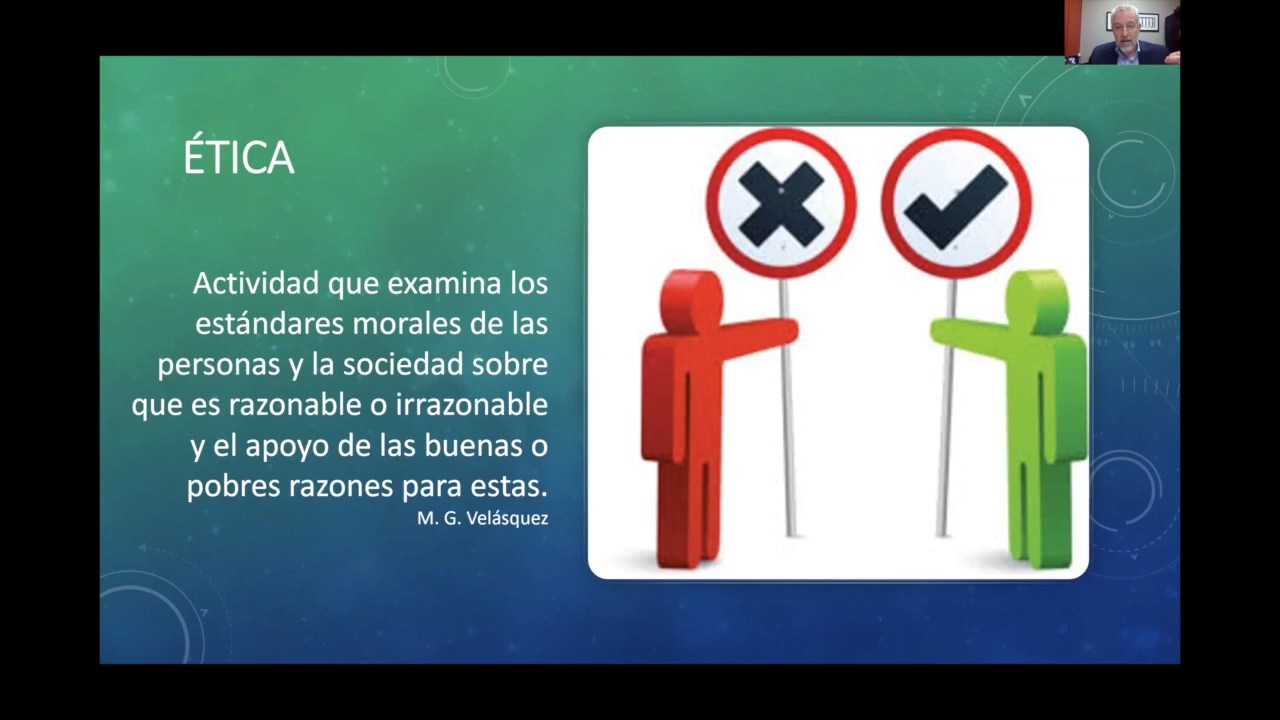 ÉTICA
Actividad que examina los
estándares morales de las
personas y la sociedad sobre
que es razonable o irrazonable
y el apoyo de las buenas o
pobres razones para estas.
M. G. Velásquez